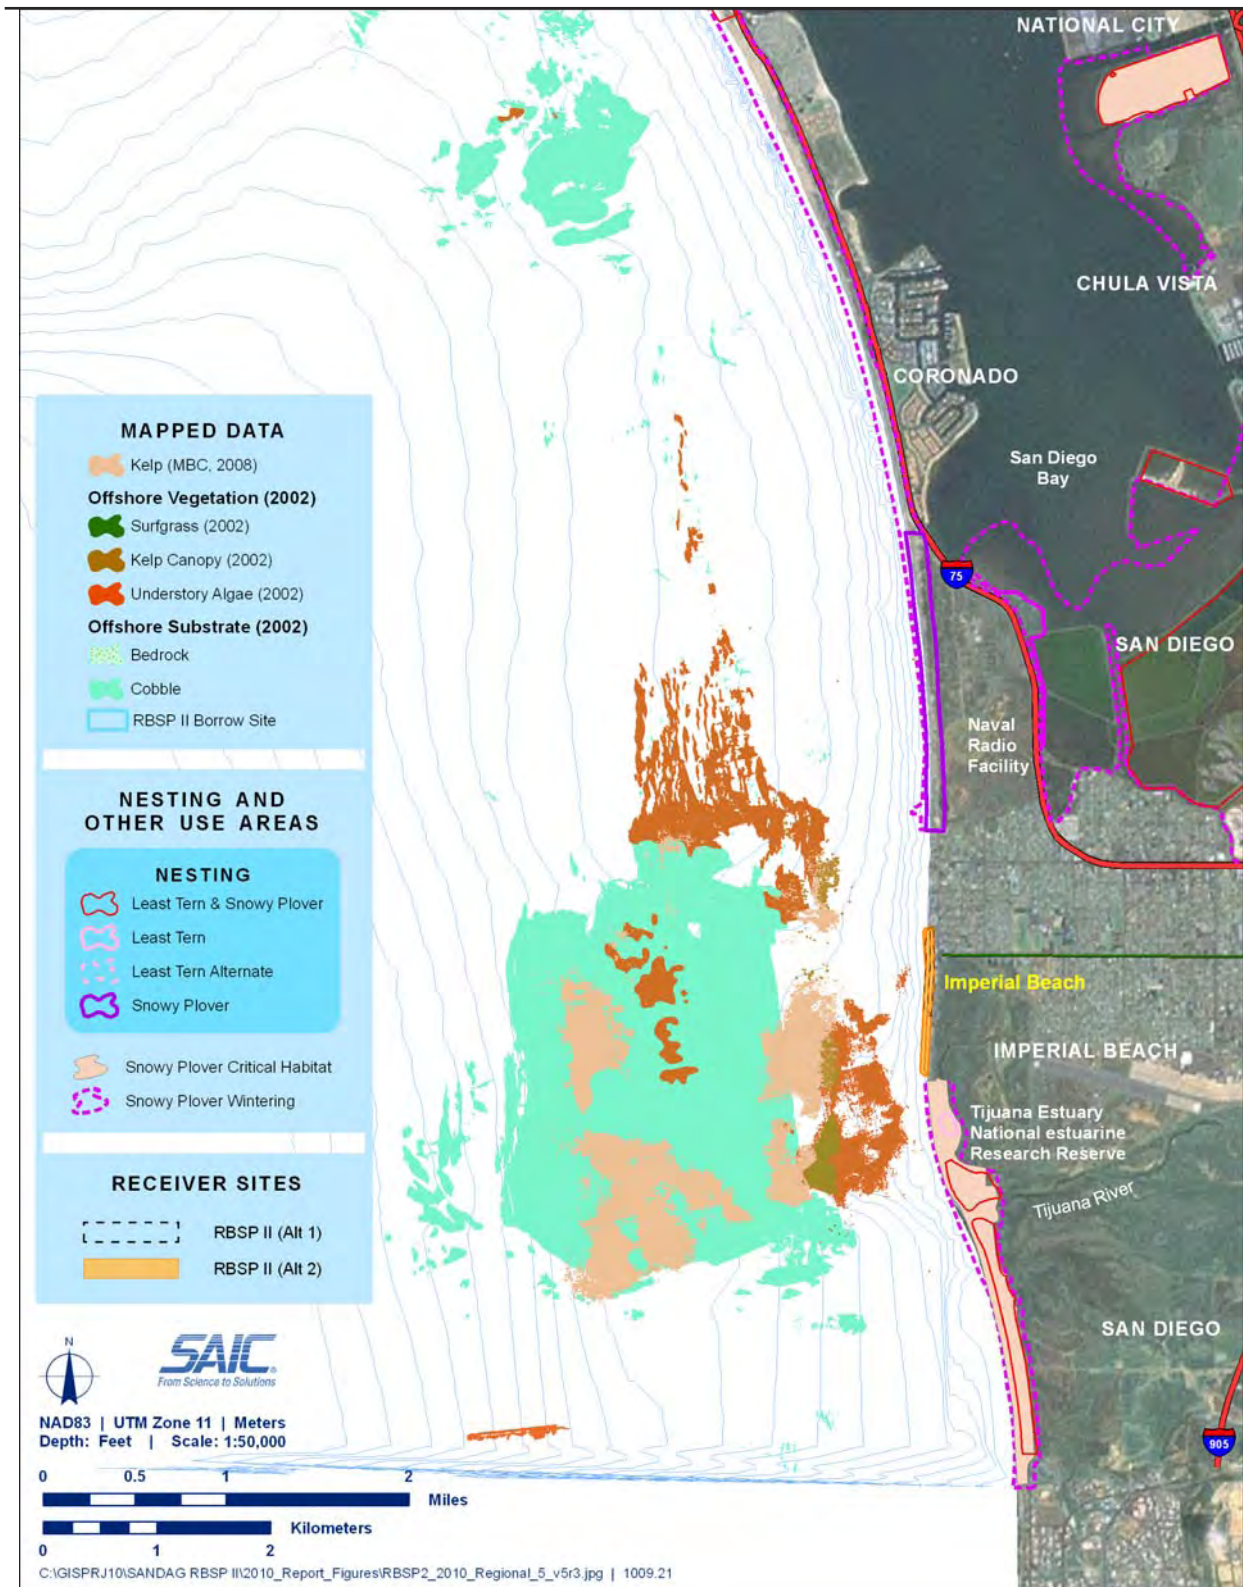 NATIONAL CITY
CHULA VISTA
CORONADO
San Diego
Bay
75
SAN DIEGO
Naval
Radio
Facility
Imperial Beach
IMPERIAL BEACH
Tijuana Estuary
National estuarine
Research Reserve
Tijuana River
SAN DIEGO
905
MAPPED DATA
Kelp (MBC, 2008)
Offshore Vegetation (2002)
Surfgrass (2002)
Kelp Canopy (2002)
Understory Algae (2002)
Offshore Substrate (2002)
Bedrock
Cobble
RBSP II Borrow Site
NESTING AND
OTHER USE AREAS
NESTING
Least Tern & Snowy Plover
Least Tern
Least Tern Alternate
Snowy Plover
Snowy Plover Critical Habitat
Snowy Plover Wintering
RECEIVER SITES
RBSP II (Alt 1)
RBSP II (Alt 2)
N
SAIC
From Science to Solutions
NAD83 | UTM Zone 11 | Meters
Depth: Feet | Scale: 1:50,000
0 0.5 1 2
Miles
Kilometers
0 1 2
C:\GISPRJ10\SANDAG RBSP II\2010_Report_Figures\RBSP2_2010_Regional_5_v5r3.jpg | 1009.21